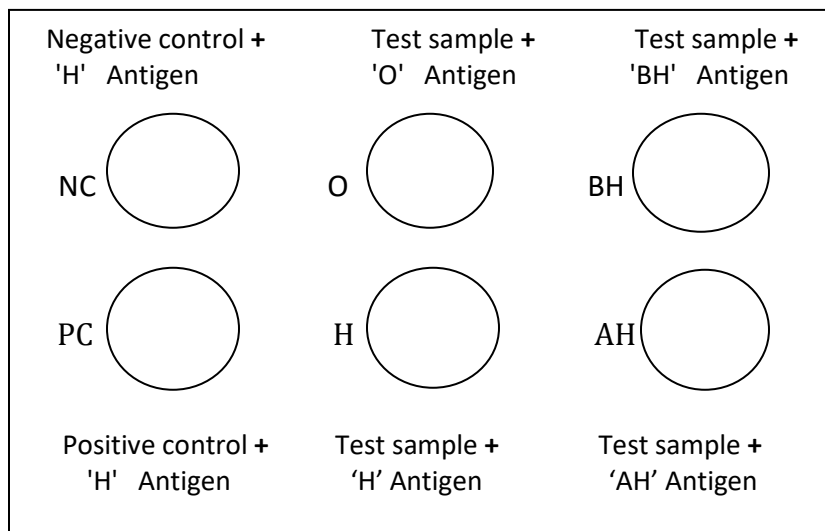 Negative control +
'H' Antigen
Test sample +
'O' Antigen
Test sample +
'BH' Antigen
NC
O
BH
PC
H
AH
Positive control +
'H' Antigen
Test sample +
‘H’ Antigen
Test sample +
‘AH’ Antigen